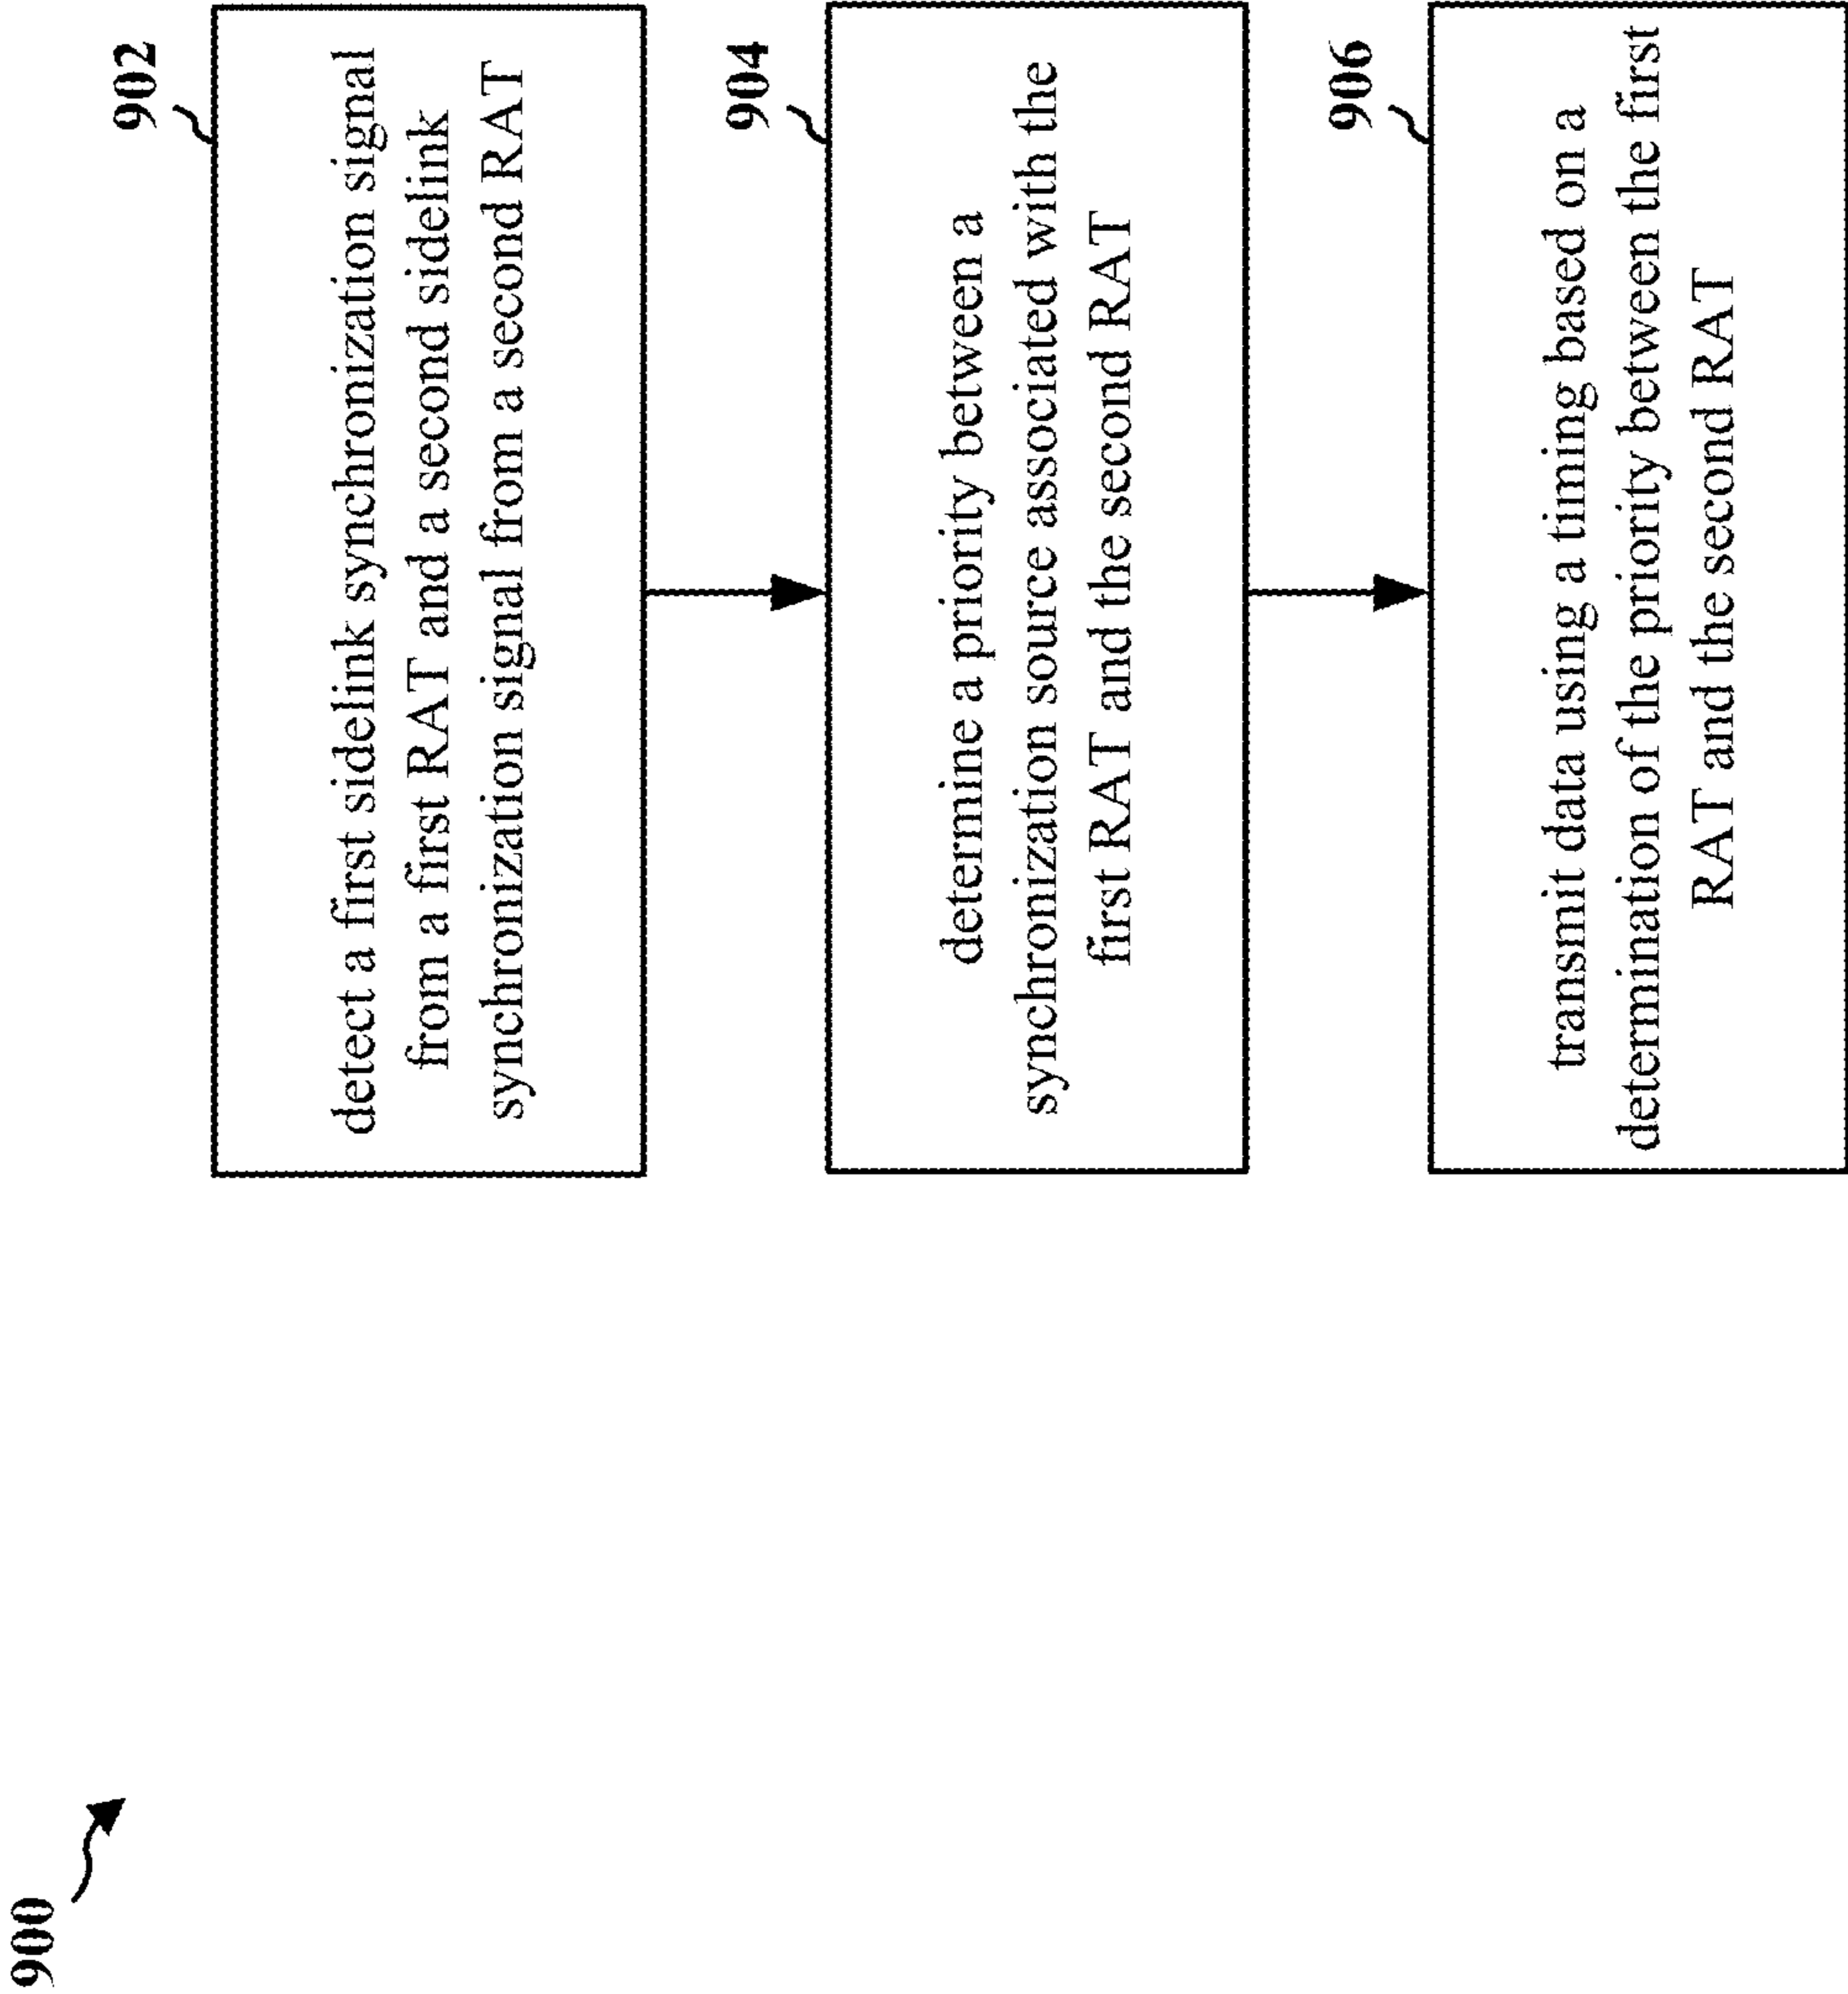 900
902
detect a first sidelink synchronization signal
from a first RAT and a second sidelink
synchronization signal from a second RAT
904
determine a priority between a
synchronization source associated with the
first RAT and the second RAT
906
transmit data using a timing based on a
determination of the priority between the first
RAT and the second RAT